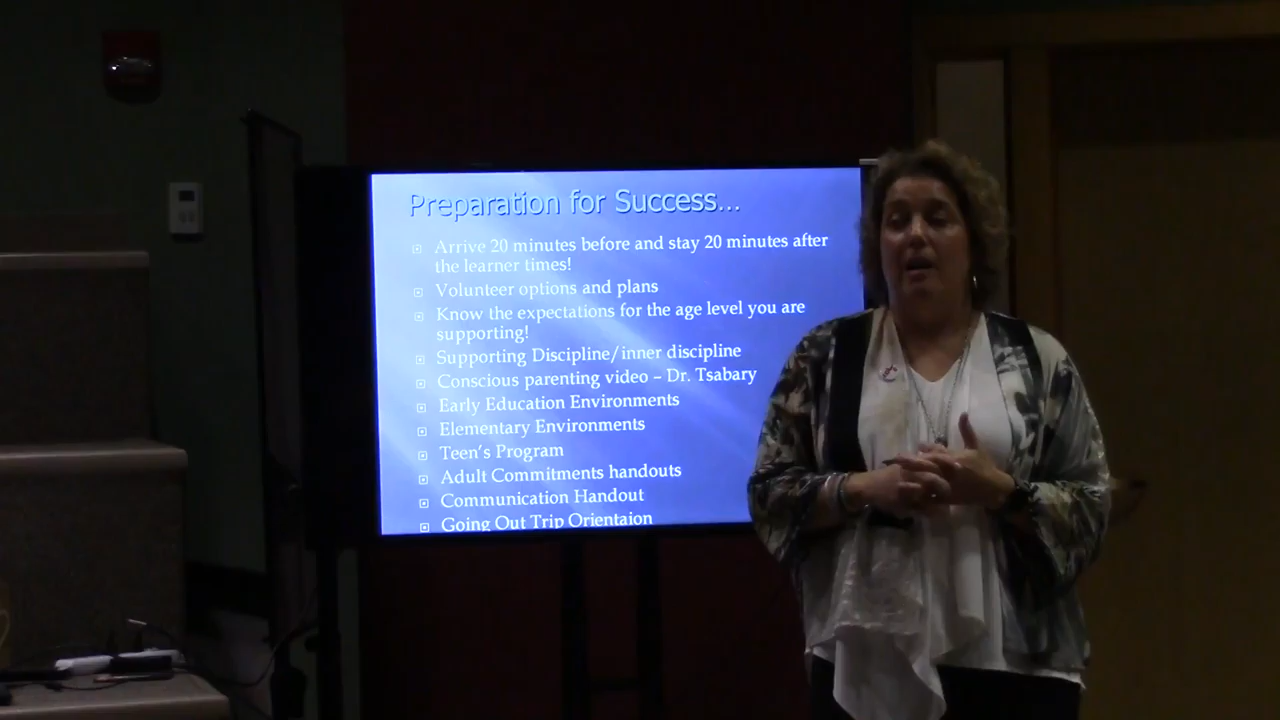 Preparation for Success...
Arrive 20 minutes before and stay 20 minutes after
the learner times!
Volunteer options and plans
Know the expectations for the age level you are
supporting!
Supporting Discipline/inner discipline
Conscious parenting video – Dr. Tsabary
Early Education Environments
Elementary Environments
Teen's Program
Adult Commitments handouts
Communication Handout
Going Out Trip Orientaion